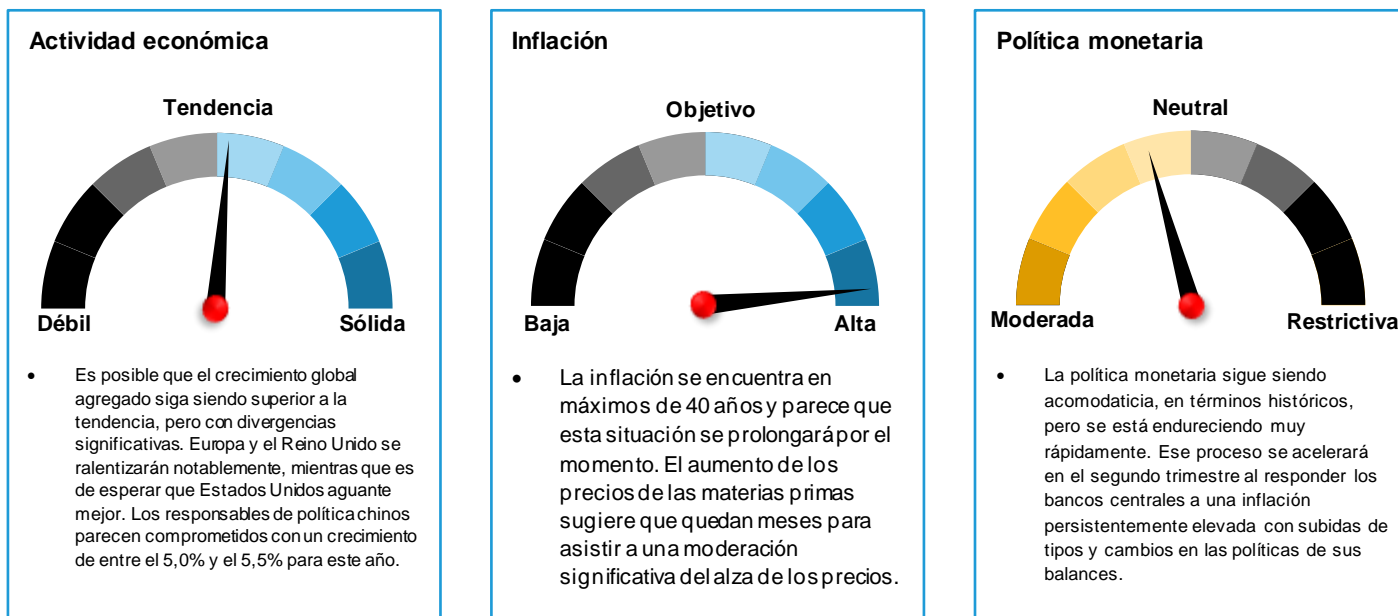 Actividad económica
Tendencia
Débil
Sólida
• Es posible que el crecimiento global
agregado siga siendo superior a la
tendencia, pero con divergencias
significativas. Europa y el Reino Unido se
ralentizarán notablemente, mientras que es
de esperar que Estados Unidos aguante
mejor. Los responsables de política chinos
parecen comprometidos con un crecimiento
de entre el 5,0% y el 5,5% para este año.
Inflación
Objetivo
Baja
Alta
• La inflación se encuentra en
máximos de 40 años y parece que
esta situación se prolongará por el
momento. El aumento de los
precios de las materias primas
sugiere que quedan meses para
asistir a una moderación
significativa del alza de los precios.
Política monetaria
Neutral
Moderada
Restrictiva
• La política monetaria sigue siendo
acomodaticia, en términos históricos,
pero se está endureciendo muy
rápidamente. Ese proceso se acelerará
en el segundo trimestre al responder los
bancos centrales a una inflación
persistentemente elevada con subidas de
tipos y cambios en las políticas de sus
balances.